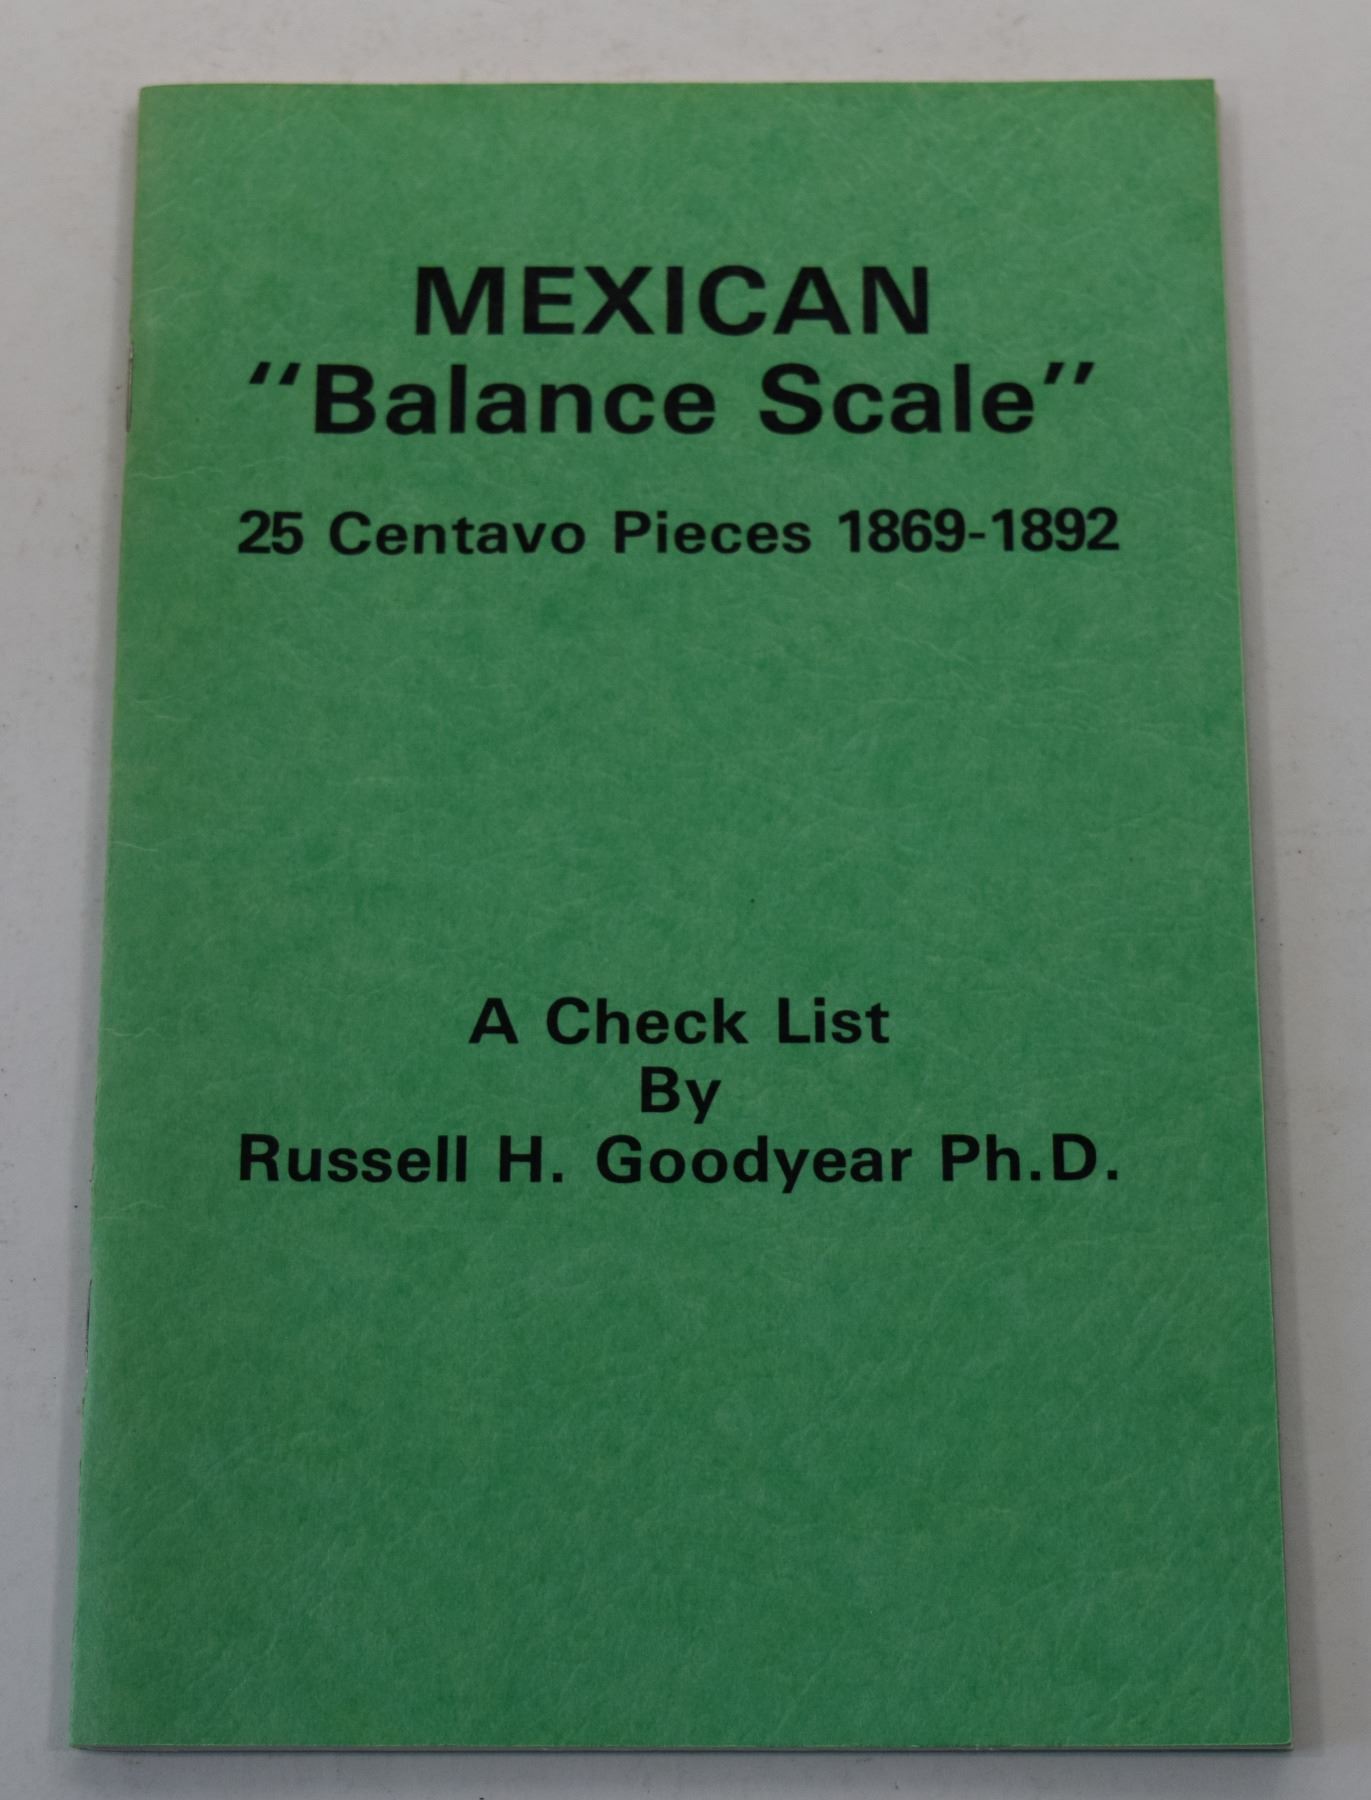 MEXICAN
“Balance Scale”
25 Centavo Pieces 1869-1892
A Check List
By
Russell H. Goodyear Ph.D.